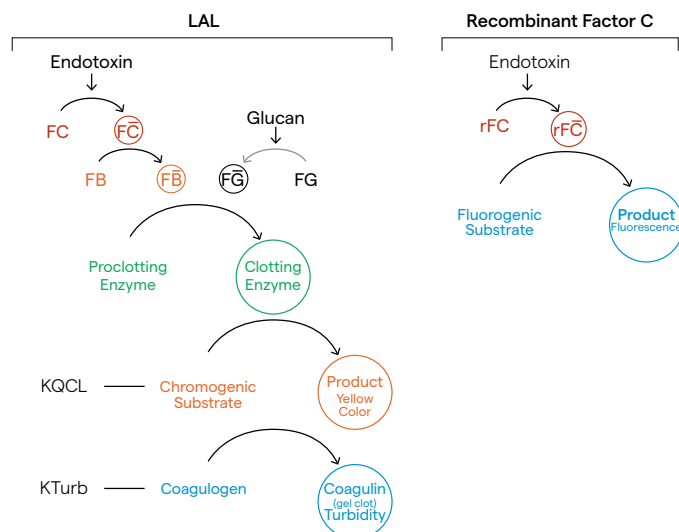 LAL
Endotoxin
FC
FC̅
Glucan
FB
FB̅
FG̅
FG
Proclotting
Enzyme
Clotting
Enzyme
KQCL
Chromogenic
Substrate
Product
Yellow
Color
KTurb
Coagulogen
Coagulin
(gel clot)
Turbidity
Recombinant Factor C
Endotoxin
rFC
rFC̅
Fluorogenic
Substrate
Product
Fluorescence